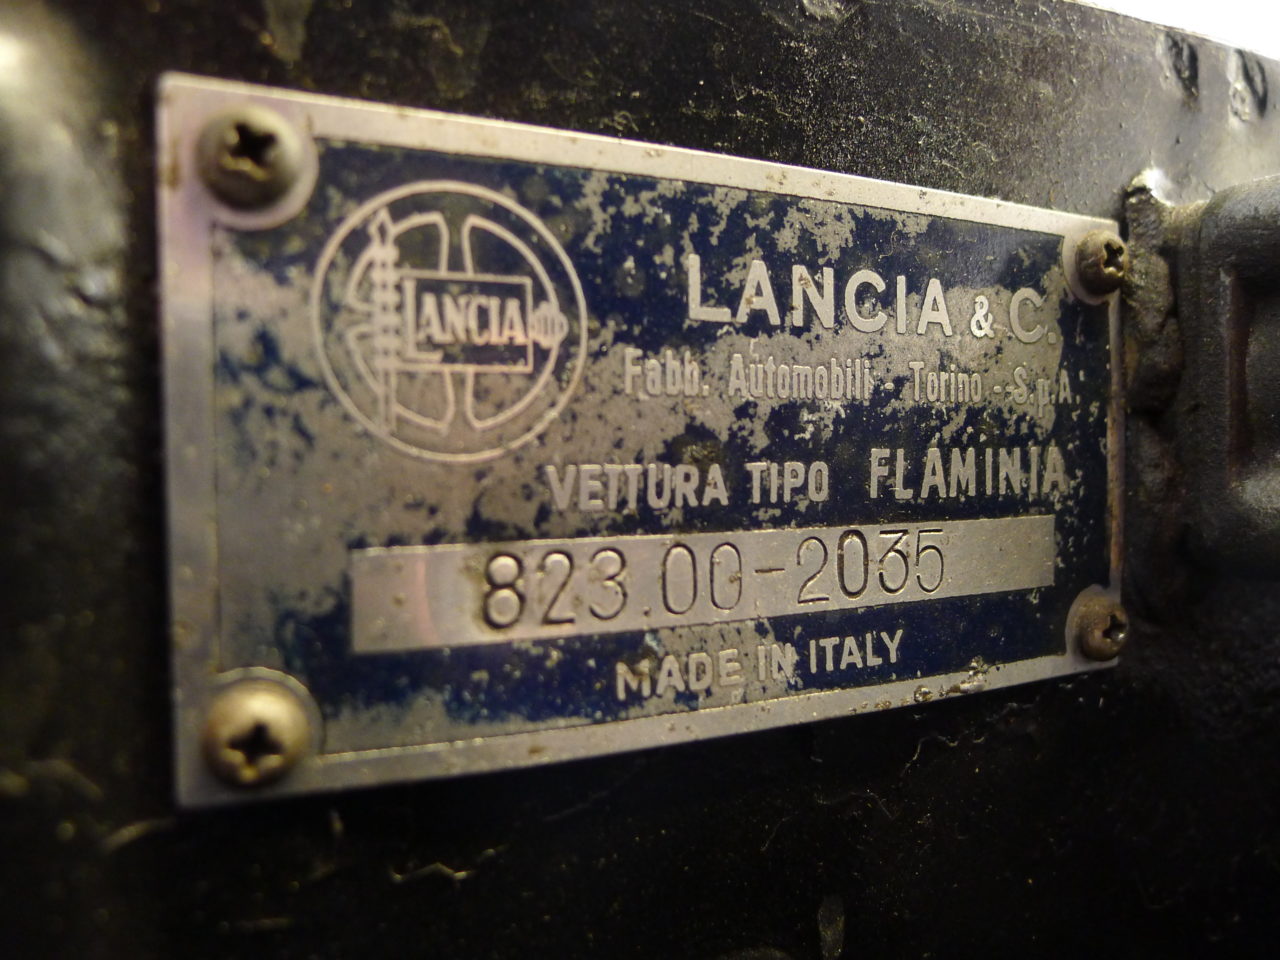 LANCIA
LANCIA & C.
Fabb. Automobili - Torino - S.p.A.
VETTURA TIPO FLAMINIA
823.00-2035
MADE IN ITALY